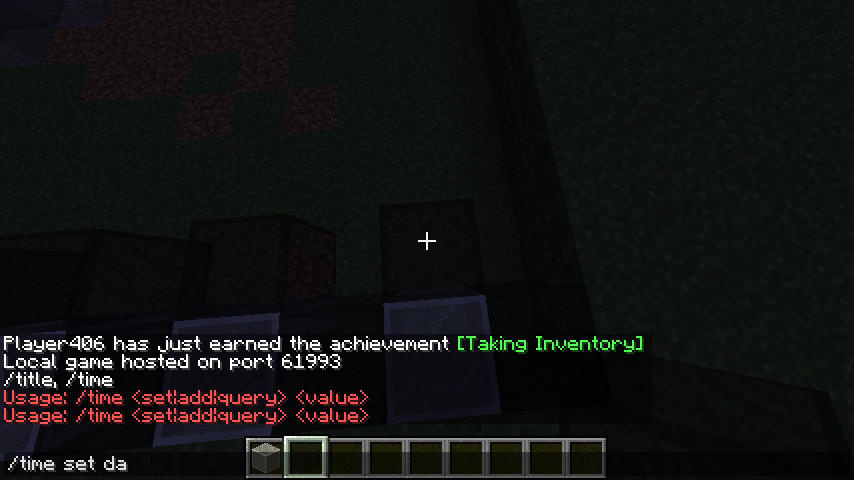 Player406 has just earned the achievement [Taking Inventory]
Local game hosted on port 61993
/title, /time
Usage: /time <set|add|query> <value>
Usage: /time <set|add|query> <value>
/time set da